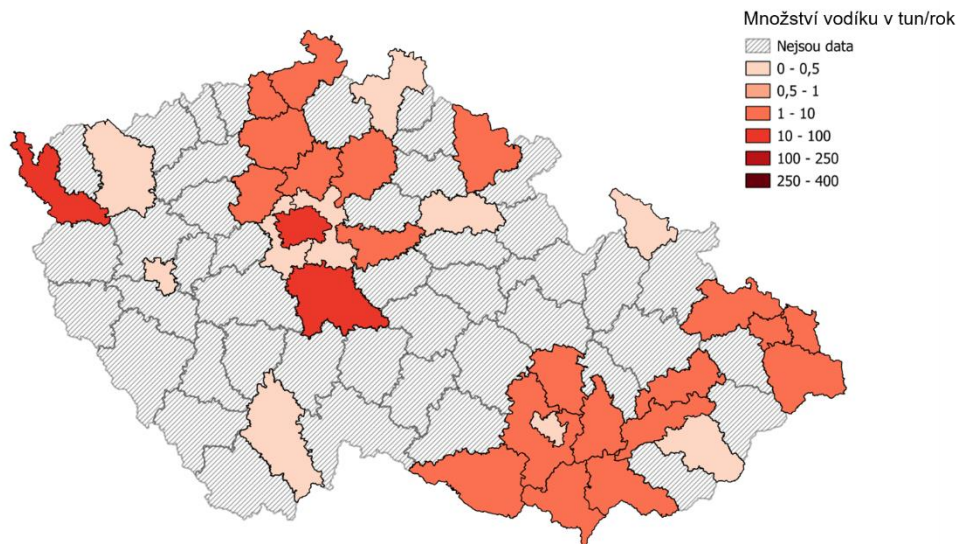 Množství vodíku v tun/rok
Nejsou data
0 - 0,5
0,5 - 1
1 - 10
10 - 100
100 - 250
250 - 400